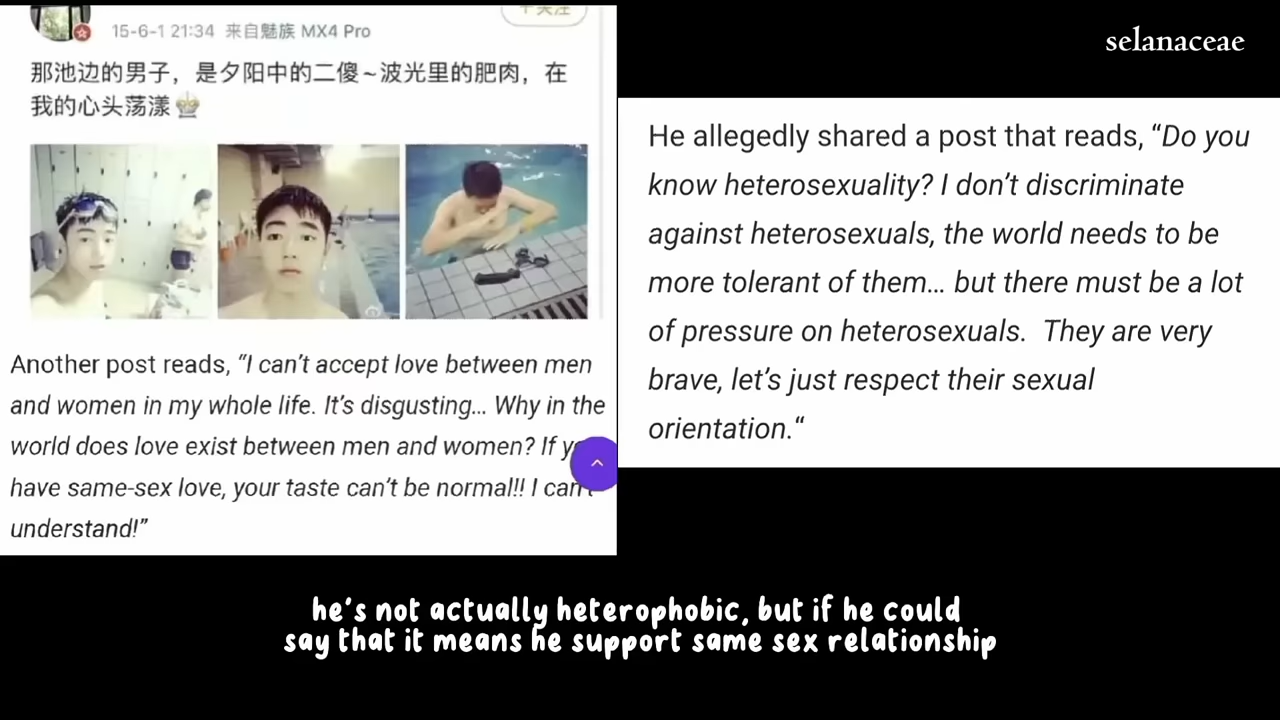 15-6-1 21:34 来自魅族 MX4 Pro
+关注
那池边的男子，是夕阳中的二傻~波光里的肥肉，在
我的心头荡漾
Another post reads, “I can’t accept love between men
and women in my whole life. It’s disgusting... Why in the
world does love exist between men and women? If
have same-sex love, your taste can’t be normal!! I can’t
understand!”
selanaceae
He allegedly shared a post that reads, “Do you
know heterosexuality? I don’t discriminate
against heterosexuals, the world needs to be
more tolerant of them… but there must be a lot
of pressure on heterosexuals. They are very
brave, let’s just respect their sexual
orientation.“
he's not actually heterophobic, but if he could
say that it means he support same sex relationship